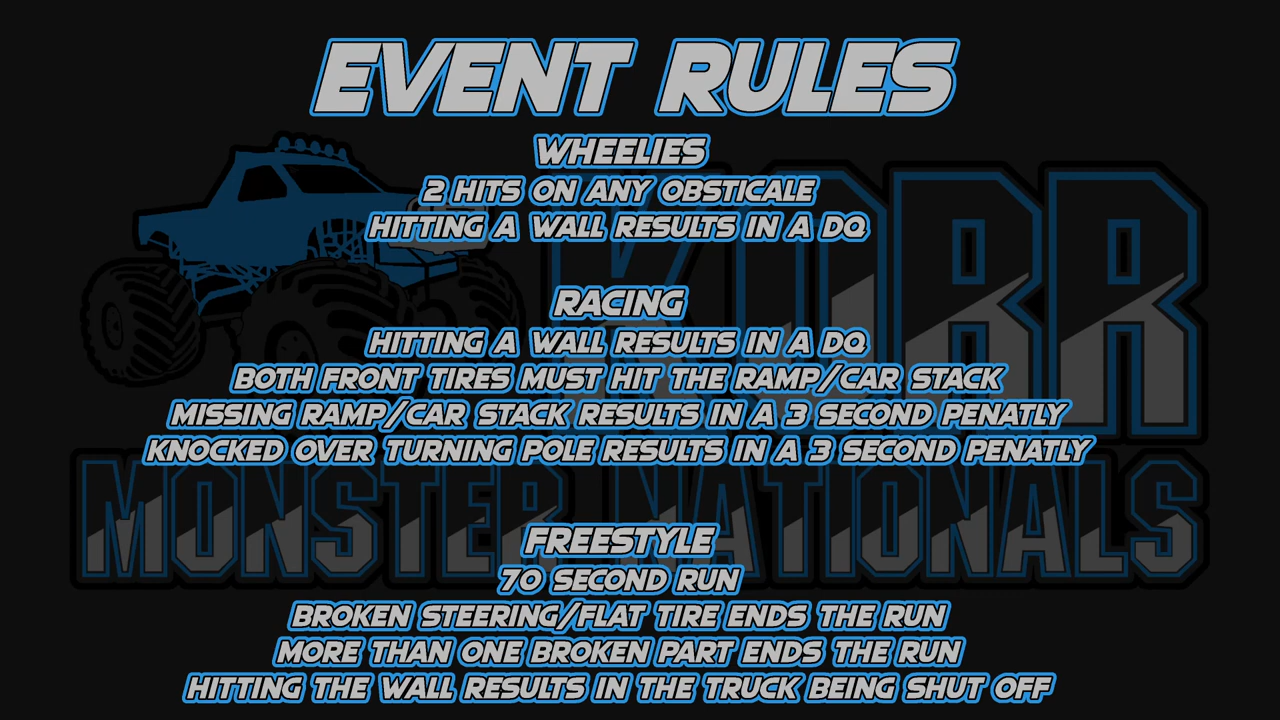 EVENT RULES
WHEELIES
2 HITS ON ANY OBSTICALE
HITTING A WALL RESULTS IN A DQ
RACING
HITTING A WALL RESULTS IN A DQ
BOTH FRONT TIRES MUST HIT THE RAMP/CAR STACK
MISSING RAMP/CAR STACK RESULTS IN A 3 SECOND PENATLY
KNOCKED OVER TURNING POLE RESULTS IN A 3 SECOND PENATLY
MONSTER NATIONALS
FREESTYLE
70 SECOND RUN
BROKEN STEERING/FLAT TIRE ENDS THE RUN
MORE THAN ONE BROKEN PART ENDS THE RUN
HITTING THE WALL RESULTS IN THE TRUCK BEING SHUT OFF